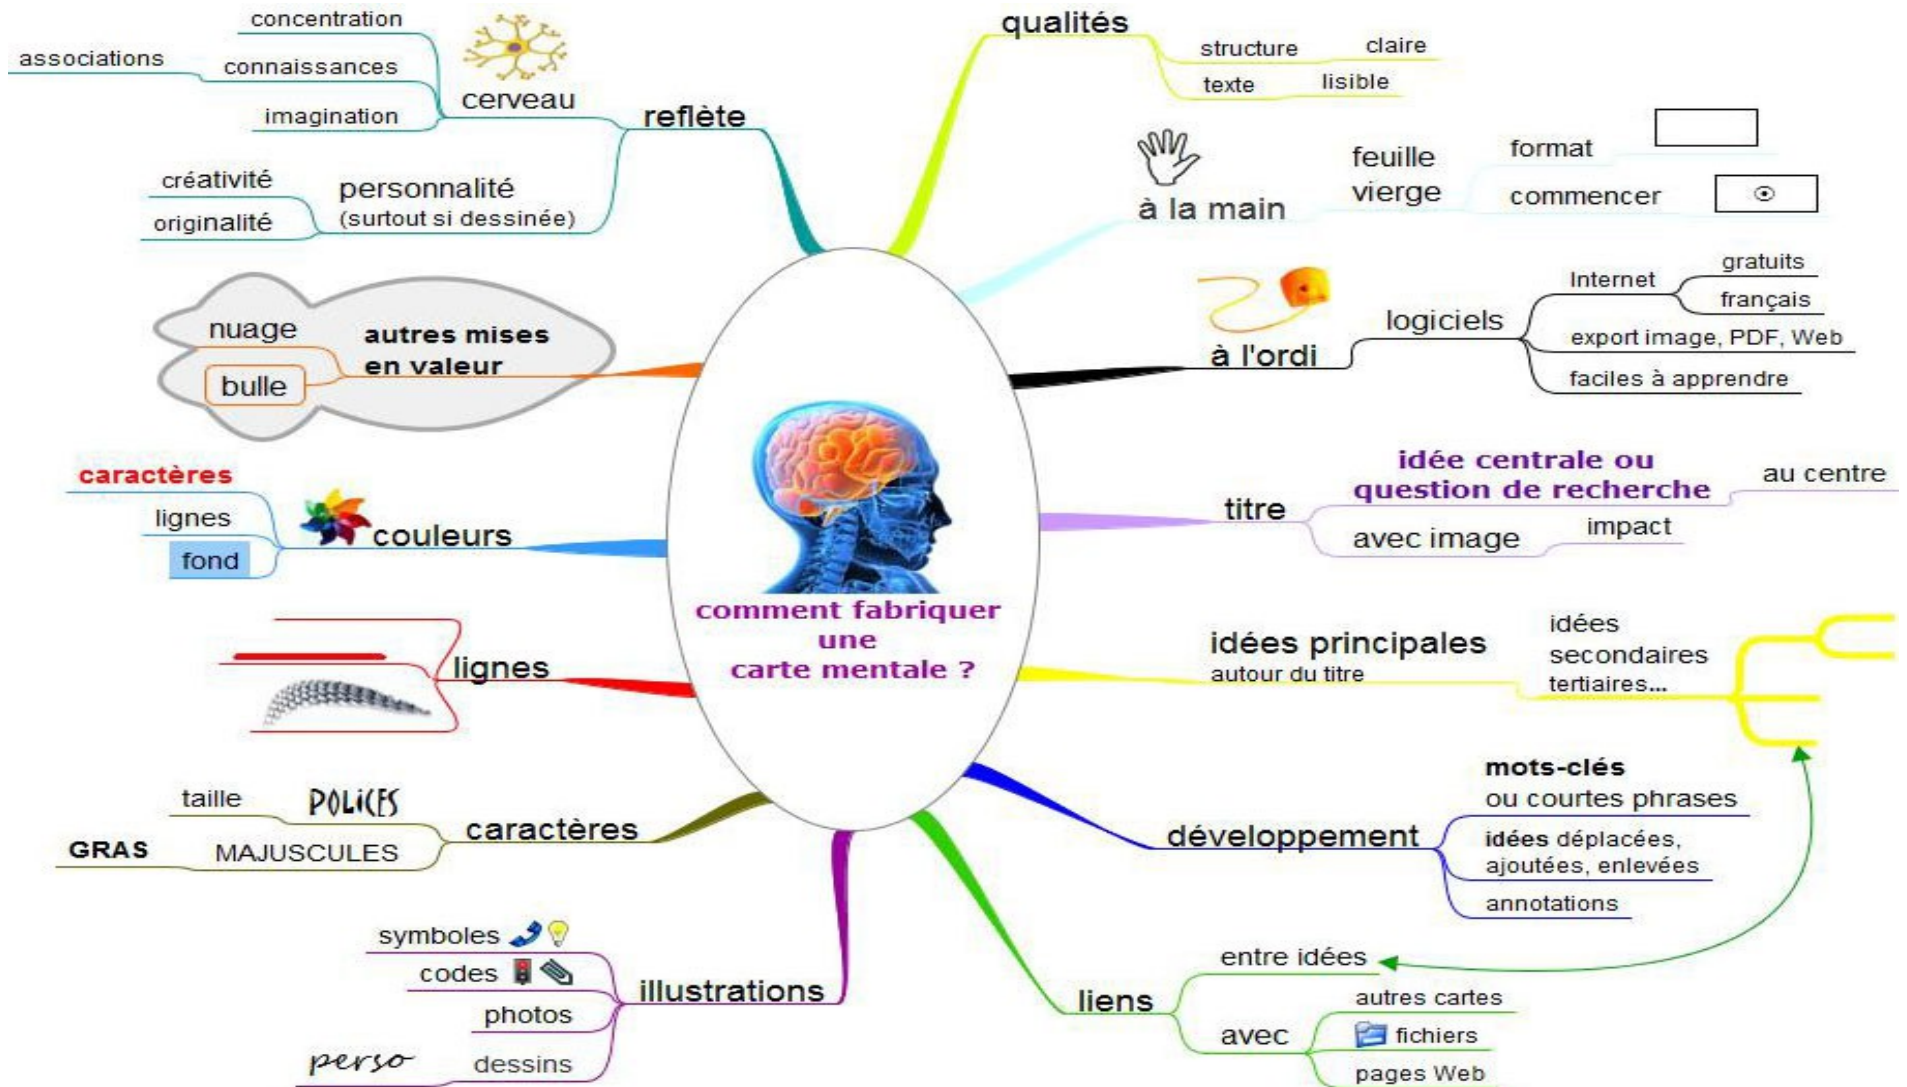 comment fabriquer
une
carte mentale ?
qualités
structure
claire
texte
lisible
à la main
feuille
vierge
format
commencer
à l'ordi
logiciels
Internet
gratuits
français
export image, PDF, Web
faciles à apprendre
titre
idée centrale ou
question de recherche
au centre
avec image
impact
idées principales
autour du titre
idées
secondaires
tertiaires...
développement
mots-clés
ou courtes phrases
idées déplacées,
ajoutées, enlevées
annotations
liens
entre idées
avec
autres cartes
fichiers
pages Web
illustrations
symboles
codes
photos
dessins
perso
caractères
POLICES
taille
MAJUSCULES
GRAS
lignes
couleurs
caractères
lignes
fond
autres mises
en valeur
nuage
bulle
reflète
cerveau
concentration
connaissances
associations
imagination
personnalité
(surtout si dessinée)
créativité
originalité